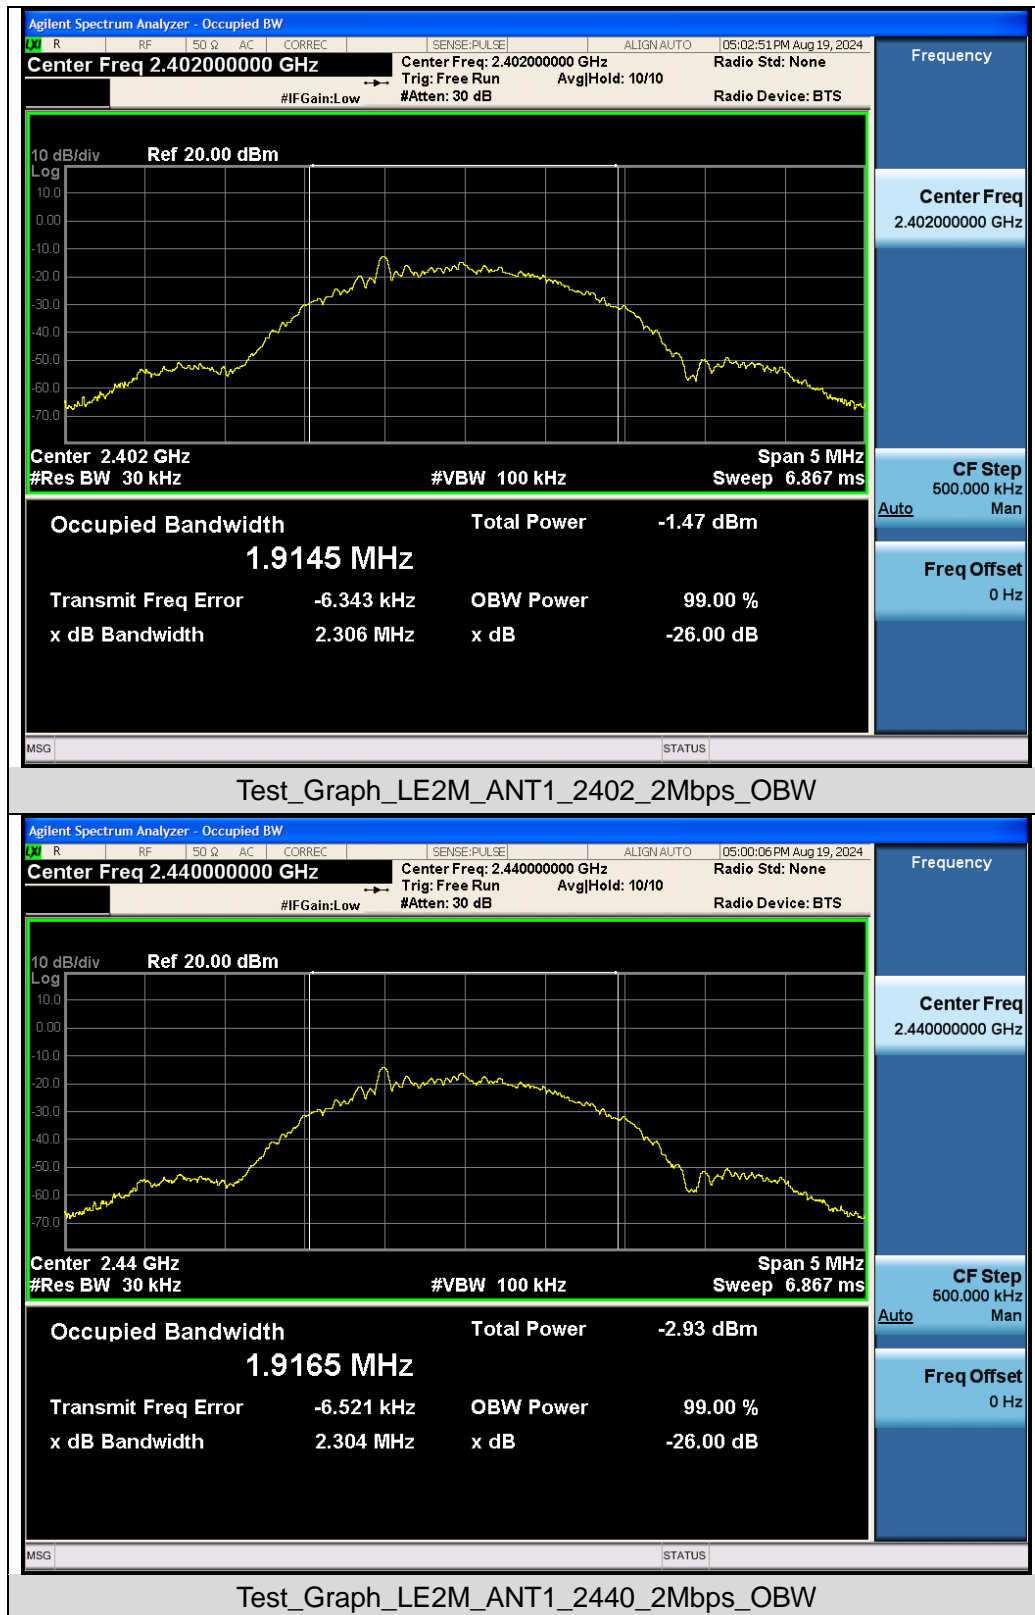 Agilent Spectrum Analyzer - Occupied BW
LXI R RF 50 Ω AC CORREC SENSE:PULSE ALIGN AUTO 05:02:51 PM Aug 19, 2024
Center Freq 2.402000000 GHz Center Freq: 2.402000000 GHz Radio Std: None
Trig: Free Run Avg|Hold: 10/10
#IFGain:Low #Atten: 30 dB Radio Device: BTS
10 dB/div Ref 20.00 dBm
Log
10.0
0.00
-10.0
-20.0
-30.0
-40.0
-50.0
-60.0
-70.0
Center 2.402 GHz Span 5 MHz
#Res BW 30 kHz #VBW 100 kHz Sweep 6.867 ms
Occupied Bandwidth Total Power -1.47 dBm
1.9145 MHz
Transmit Freq Error -6.343 kHz OBW Power 99.00 %
x dB Bandwidth 2.306 MHz x dB -26.00 dB
MSG STATUS
Frequency
Center Freq
2.402000000 GHz
CF Step
500.000 kHz
Auto Man
Freq Offset
0 Hz
Test_Graph_LE2M_ANT1_2402_2Mbps_OBW
Agilent Spectrum Analyzer - Occupied BW
LXI R RF 50 Ω AC CORREC SENSE:PULSE ALIGN AUTO 05:00:06 PM Aug 19, 2024
Center Freq 2.440000000 GHz Center Freq: 2.440000000 GHz Radio Std: None
Trig: Free Run Avg|Hold: 10/10
#IFGain:Low #Atten: 30 dB Radio Device: BTS
10 dB/div Ref 20.00 dBm
Log
10.0
0.00
-10.0
-20.0
-30.0
-40.0
-50.0
-60.0
-70.0
Center 2.44 GHz Span 5 MHz
#Res BW 30 kHz #VBW 100 kHz Sweep 6.867 ms
Occupied Bandwidth Total Power -2.93 dBm
1.9165 MHz
Transmit Freq Error -6.521 kHz OBW Power 99.00 %
x dB Bandwidth 2.304 MHz x dB -26.00 dB
MSG STATUS
Frequency
Center Freq
2.440000000 GHz
CF Step
500.000 kHz
Auto Man
Freq Offset
0 Hz
Test_Graph_LE2M_ANT1_2440_2Mbps_OBW